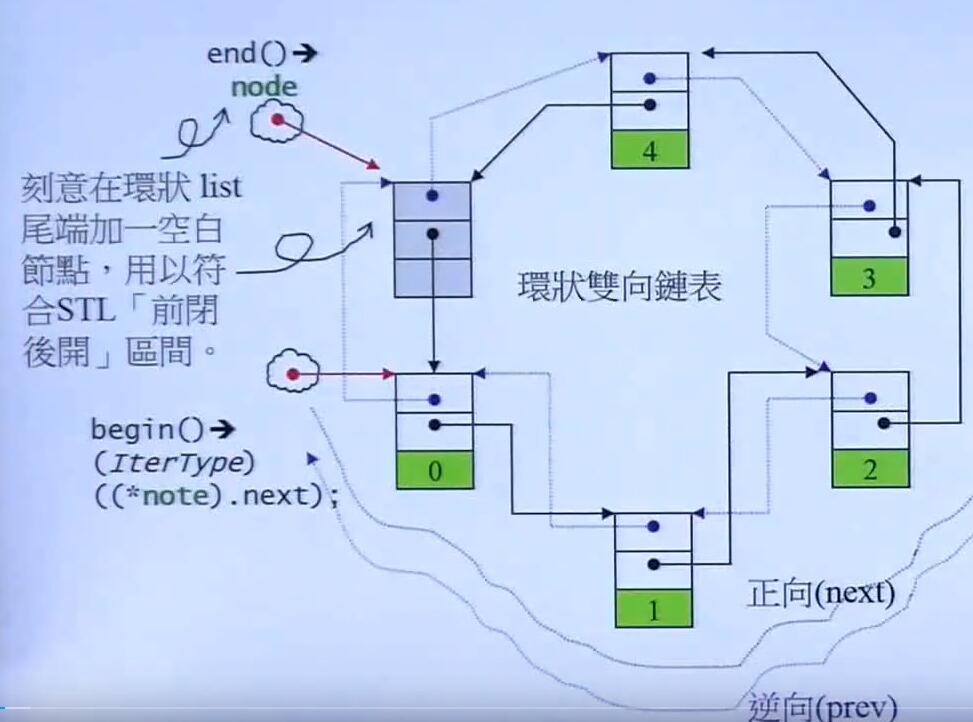 end()➔
node
刻意在環狀 list
尾端加一空白
節點，用以符
合STL「前閉
後開」區間。
begin()➔
(IterType)
((*note).next);
4
3
環狀雙向鏈表
0
2
1
正向(next)
逆向(prev)